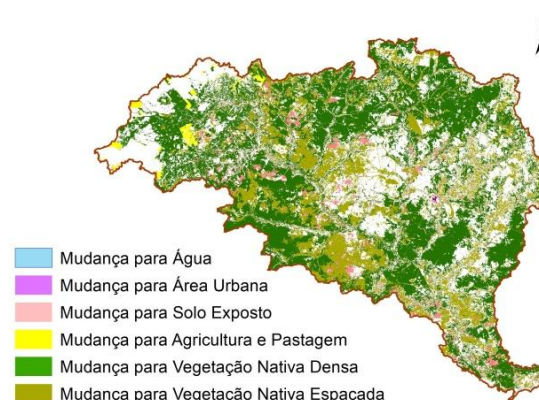 Mudança para Água
Mudança para Área Urbana
Mudança para Solo Exposto
Mudança para Agricultura e Pastagem
Mudança para Vegetação Nativa Densa
Mudança para Vegetação Nativa Espaçada